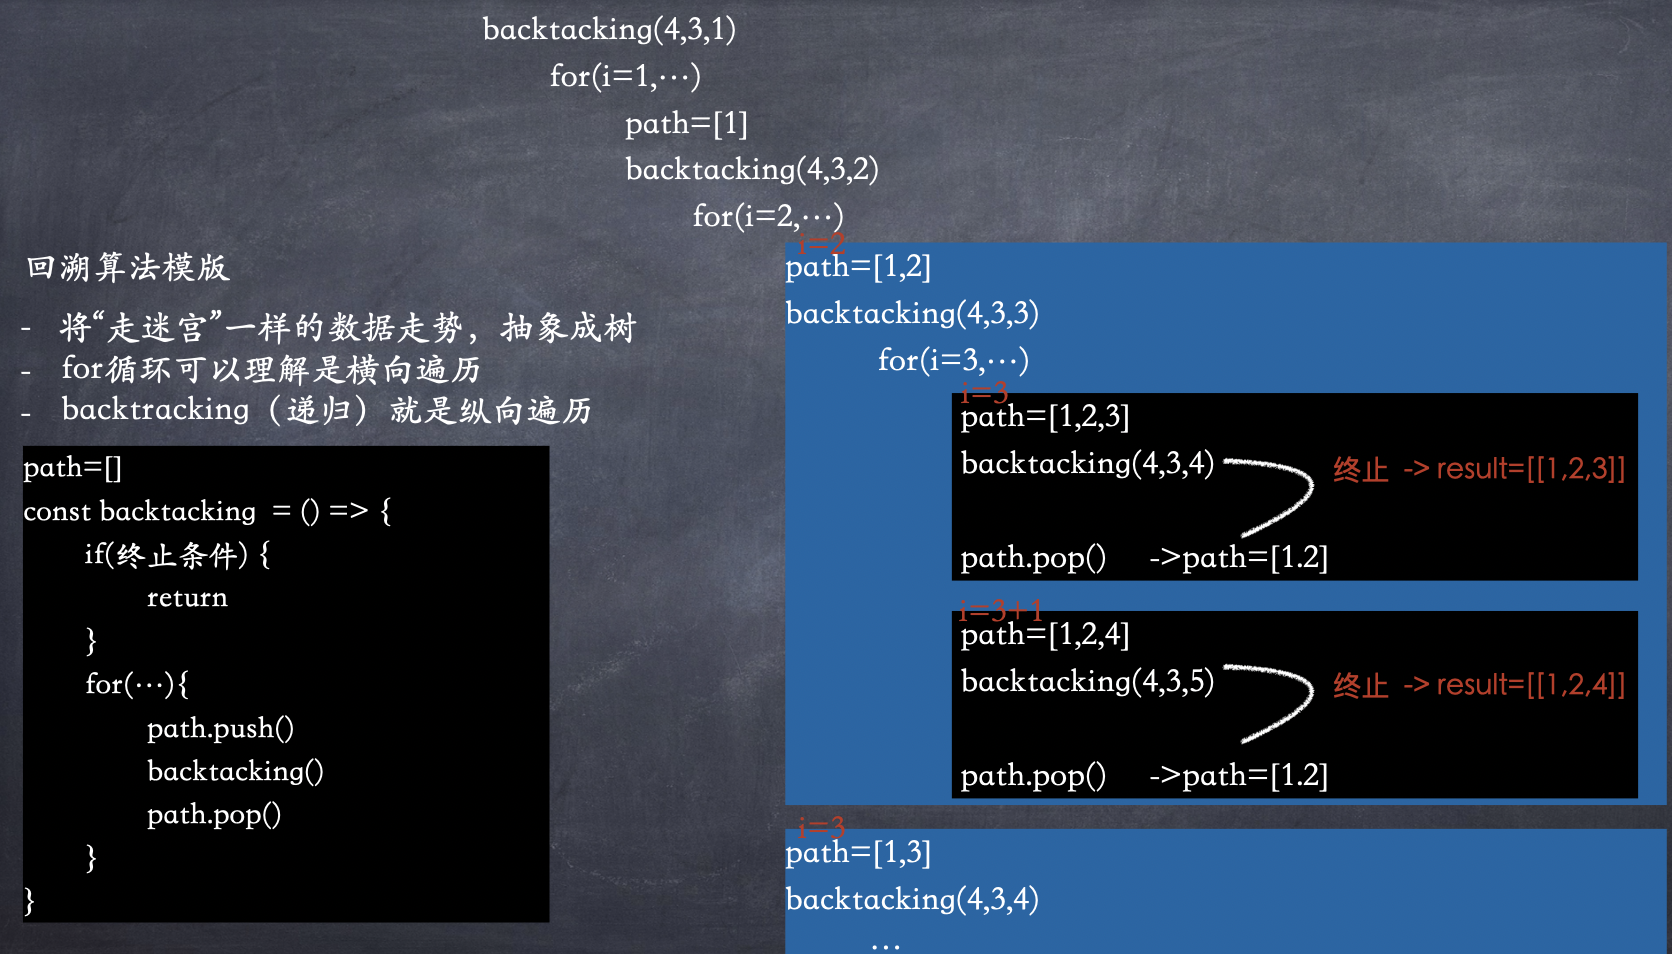 backtacking(4,3,1)
for(i=1,⋯)
path=[1]
backtacking(4,3,2)
for(i=2,⋯)
回溯算法模版
- 将“走迷宫”一样的数据走势，抽象成树
- for循环可以理解是横向遍历
- backtracking（递归）就是纵向遍历
path=[]
const backtacking = () => {
if(终止条件) {
return
}
for(⋯){
path.push()
backtacking()
path.pop()
}
}
i=2
path=[1,2]
backtacking(4,3,3)
for(i=3,⋯)
i=3
path=[1,2,3]
backtacking(4,3,4) 终止 -> result=[[1,2,3]]
path.pop() ->path=[1.2]
i=3+1
path=[1,2,4]
backtacking(4,3,5) 终止 -> result=[[1,2,4]]
path.pop() ->path=[1.2]
i=3
path=[1,3]
backtacking(4,3,4)
⋯